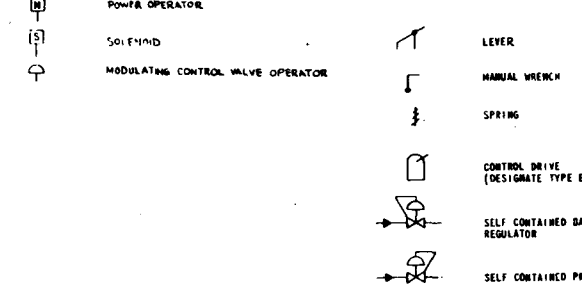 M POWER OPERATOR
S SOLENOID
MODULATING CONTROL VALVE OPERATOR
LEVER
MANUAL WRENCH
SPRING
CONTROL DRIVE
(DESIGNATE TYPE
SELF CONTAINED
REGULATOR
SELF CONTAINED